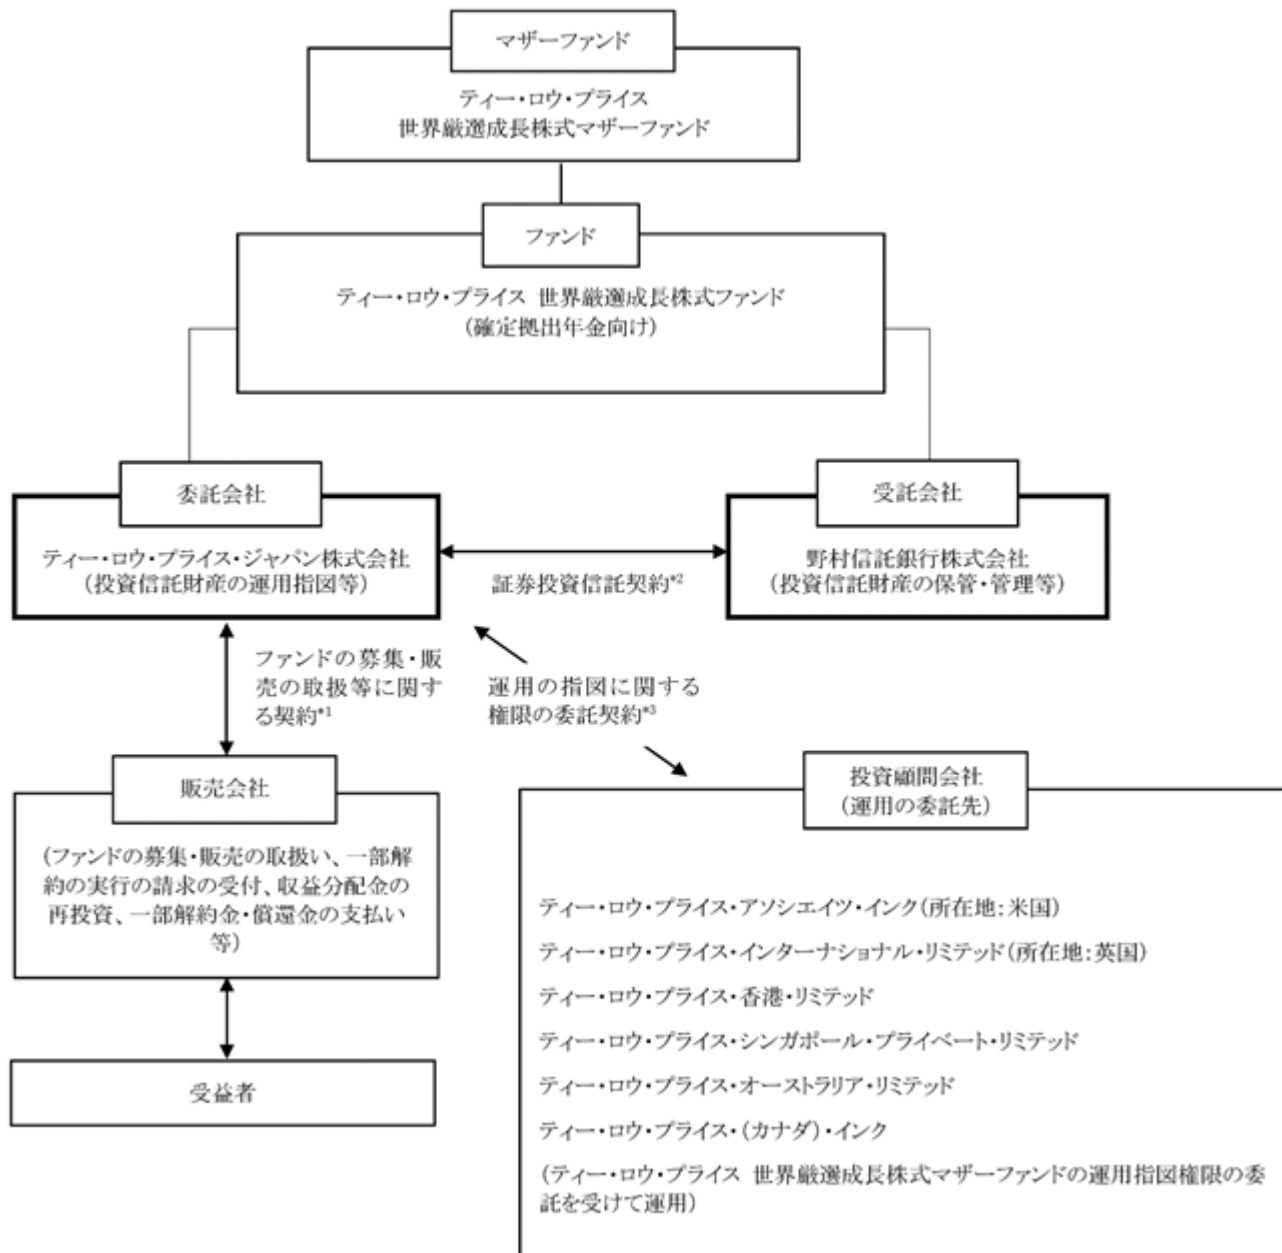 マザーファンド
ティー・ロウ・プライス
世界厳選成長株式マザーファンド
ファンド
ティー・ロウ・プライス 世界厳選成長株式ファンド
(確定拠出年金向け)
委託会社
ティー・ロウ・プライス・ジャパン株式会社
(投資信託財産の運用指図等)
証券投資信託契約*2
受託会社
野村信託銀行株式会社
(投資信託財産の保管・管理等)
ファンドの募集・販
売の取扱等に関す
る契約*1
運用の指図に関する
権限の委託契約*3
販売会社
(ファンドの募集・販売の取扱い、一部解
約の実行の請求の受付、収益分配金の
再投資、一部解約金・償還金の支払い
等)
受益者
投資顧問会社
(運用の委託先)
ティー・ロウ・プライス・アソシエイツ・インク(所在地:米国)
ティー・ロウ・プライス・インターナショナル・リミテッド(所在地:英国)
ティー・ロウ・プライス・香港・リミテッド
ティー・ロウ・プライス・シンガポール・プライベート・リミテッド
ティー・ロウ・プライス・オーストラリア・リミテッド
ティー・ロウ・プライス・(カナダ)・インク
(ティー・ロウ・プライス 世界厳選成長株式マザーファンドの運用指図権限の委
託を受けて運用)